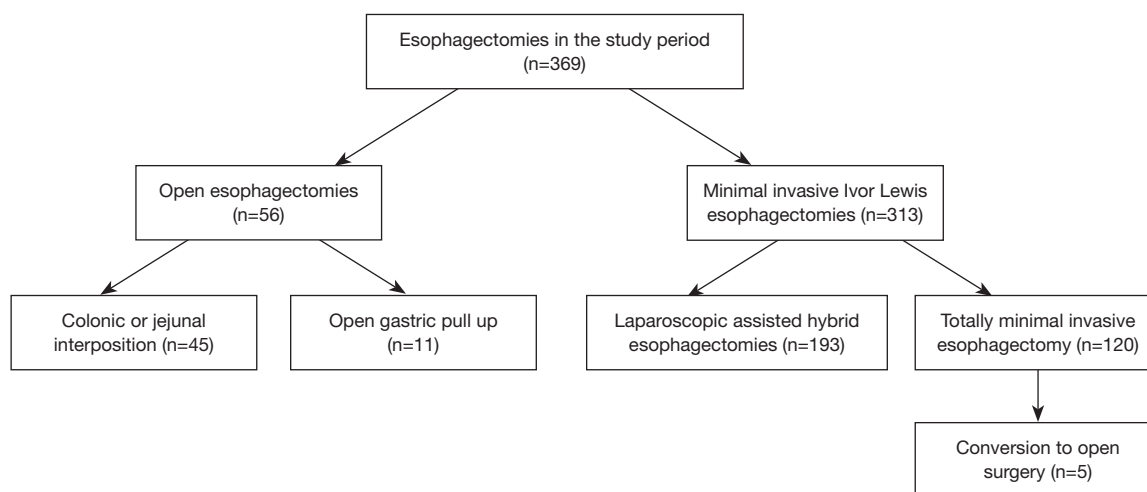 Esophagectomies in the study period
(n=369)
Open esophagectomies
(n=56)
Minimal invasive Ivor Lewis
esophagectomies (n=313)
Colonic or jejunal
interposition (n=45)
Open gastric pull up
(n=11)
Laparoscopic assisted hybrid
esophagectomies (n=193)
Totally minimal invasive
esophagectomy (n=120)
Conversion to open
surgery (n=5)